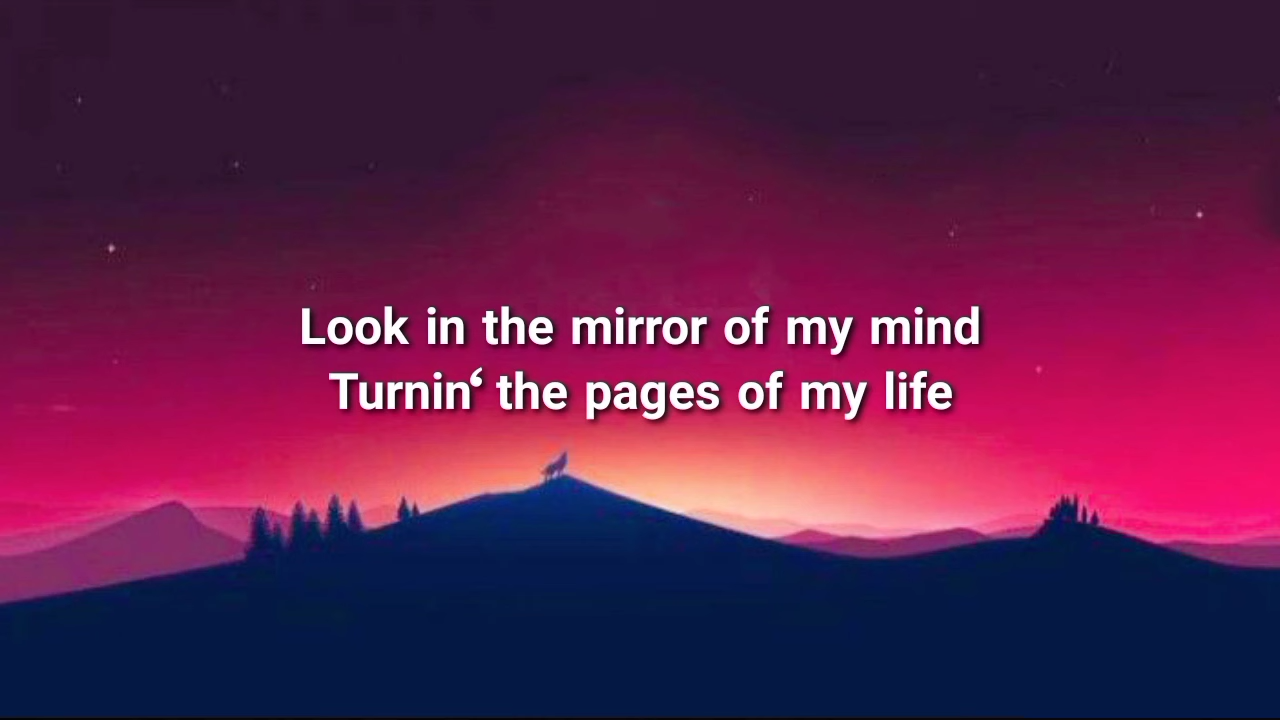 Look in the mirror of my mind
Turnin‘ the pages of my life